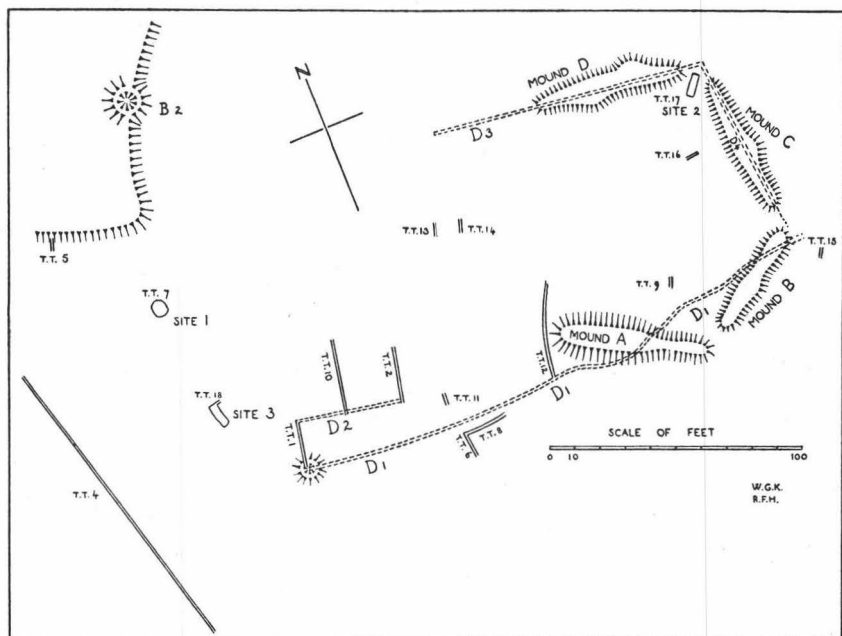 N
B 2
MOUND D
T.T. 17
SITE 2
MOUND C
D3
D4
T.T. 16
T.T. 13
T.T. 14
T.T. 5
T.T. 15
T.T. 7
SITE 1
T.T. 9
D1
MOUND B
MOUND A
T.T. 10
T.T. 2
T.T. 12
T.T. 18
SITE 3
T.T. 11
D1
T.T. 1
D2
T.T. 8
T.T. 6
D1
T.T. 4
SCALE OF FEET
0 10 100
W.G.K.
R.F.H.